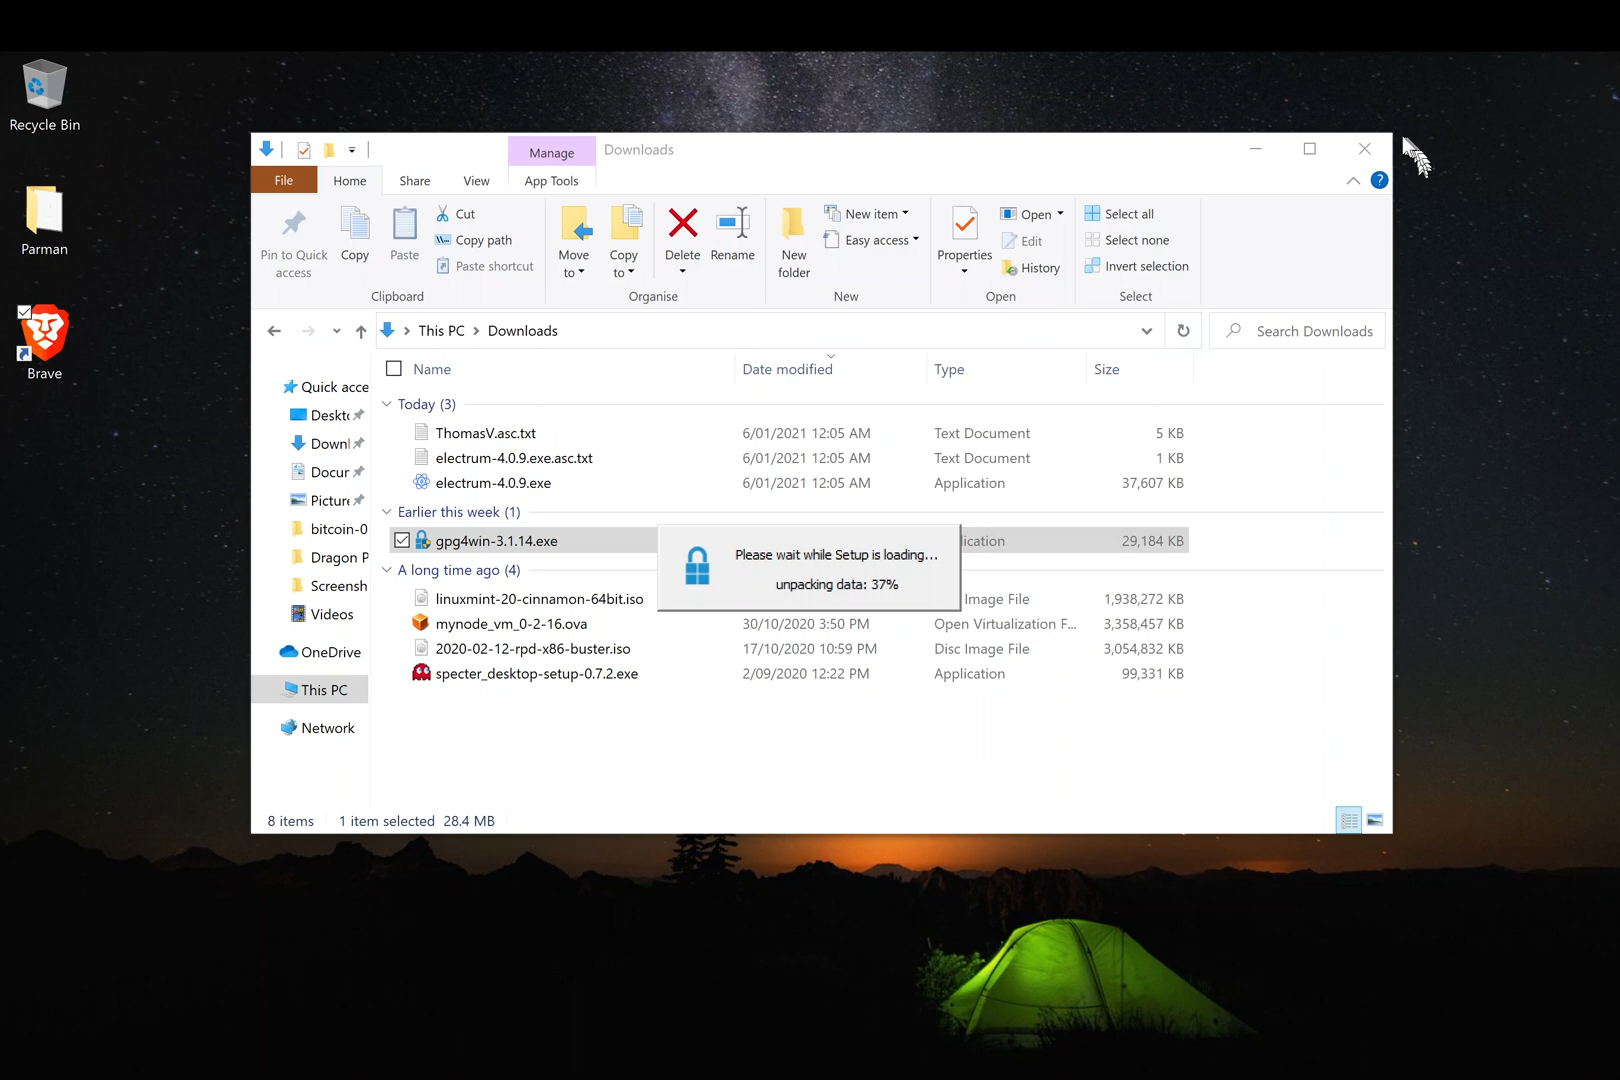 Recycle Bin
Parman
Brave
Manage
Downloads
File
Home
Share
View
App Tools
Pin to Quick access
Copy
Paste
Cut
Copy path
Paste shortcut
Clipboard
Move to
Copy to
Delete
Rename
Organise
New folder
New item
Easy access
New
Properties
Open
Edit
History
Open
Select all
Select none
Invert selection
Select
This PC > Downloads
Search Downloads
Name Date modified Type Size
Quick acce
Deskt
Downl
Docur
Picture
bitcoin-0
Dragon P
Screensh
Videos
OneDrive
This PC
Network
Today (3)
ThomasV.asc.txt 6/01/2021 12:05 AM Text Document 5 KB
electrum-4.0.9.exe.asc.txt 6/01/2021 12:05 AM Text Document 1 KB
electrum-4.0.9.exe 6/01/2021 12:05 AM Application 37,607 KB
Earlier this week (1)
gpg4win-3.1.14.exe lication 29,184 KB
Please wait while Setup is loading...
unpacking data: 37%
A long time ago (4)
linuxmint-20-cinnamon-64bit.iso Image File 1,938,272 KB
mynode_vm_0-2-16.ova 30/10/2020 3:50 PM Open Virtualization F... 3,358,457 KB
2020-02-12-rpd-x86-buster.iso 17/10/2020 10:59 PM Disc Image File 3,054,832 KB
specter_desktop-setup-0.7.2.exe 2/09/2020 12:22 PM Application 99,331 KB
8 items 1 item selected 28.4 MB